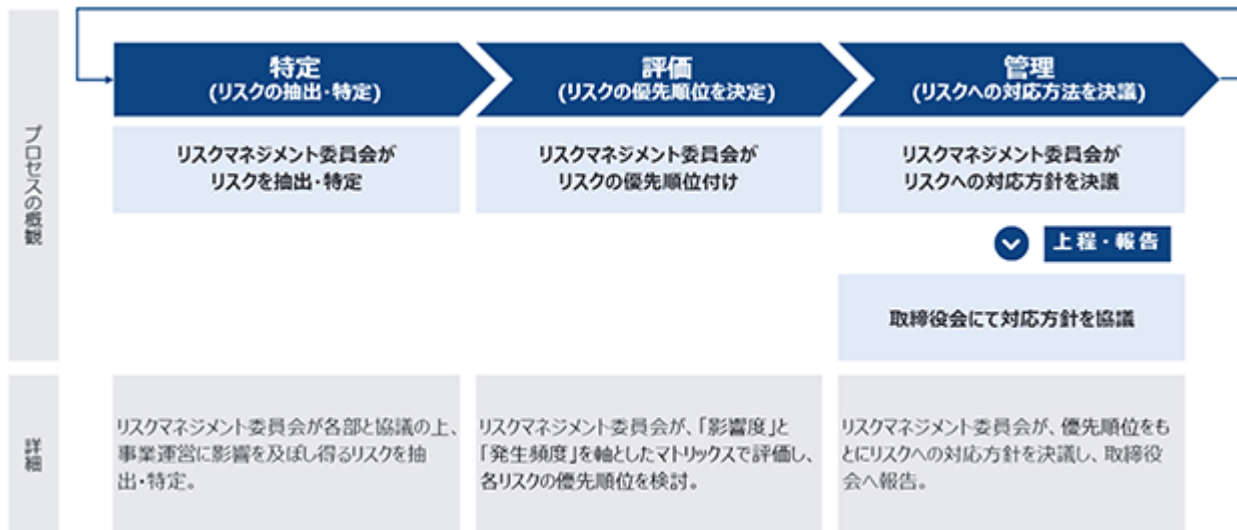 プロセスの概観
特定
(リスクの抽出・特定)
評価
(リスクの優先順位を決定)
管理
(リスクへの対応方法を決議)
リスクマネジメント委員会が
リスクを抽出・特定
リスクマネジメント委員会が
リスクの優先順位付け
リスクマネジメント委員会が
リスクへの対応方針を決議
上程・報告
取締役会にて対応方針を協議
詳細
リスクマネジメント委員会が各部と協議の上、
事業運営に影響を及ぼし得るリスクを抽
出・特定。
リスクマネジメント委員会が、「影響度」と
「発生頻度」を軸としたマトリックスで評価し、
各リスクの優先順位を検討。
リスクマネジメント委員会が、優先順位をも
とにリスクへの対応方針を決議し、取締役
会へ報告。